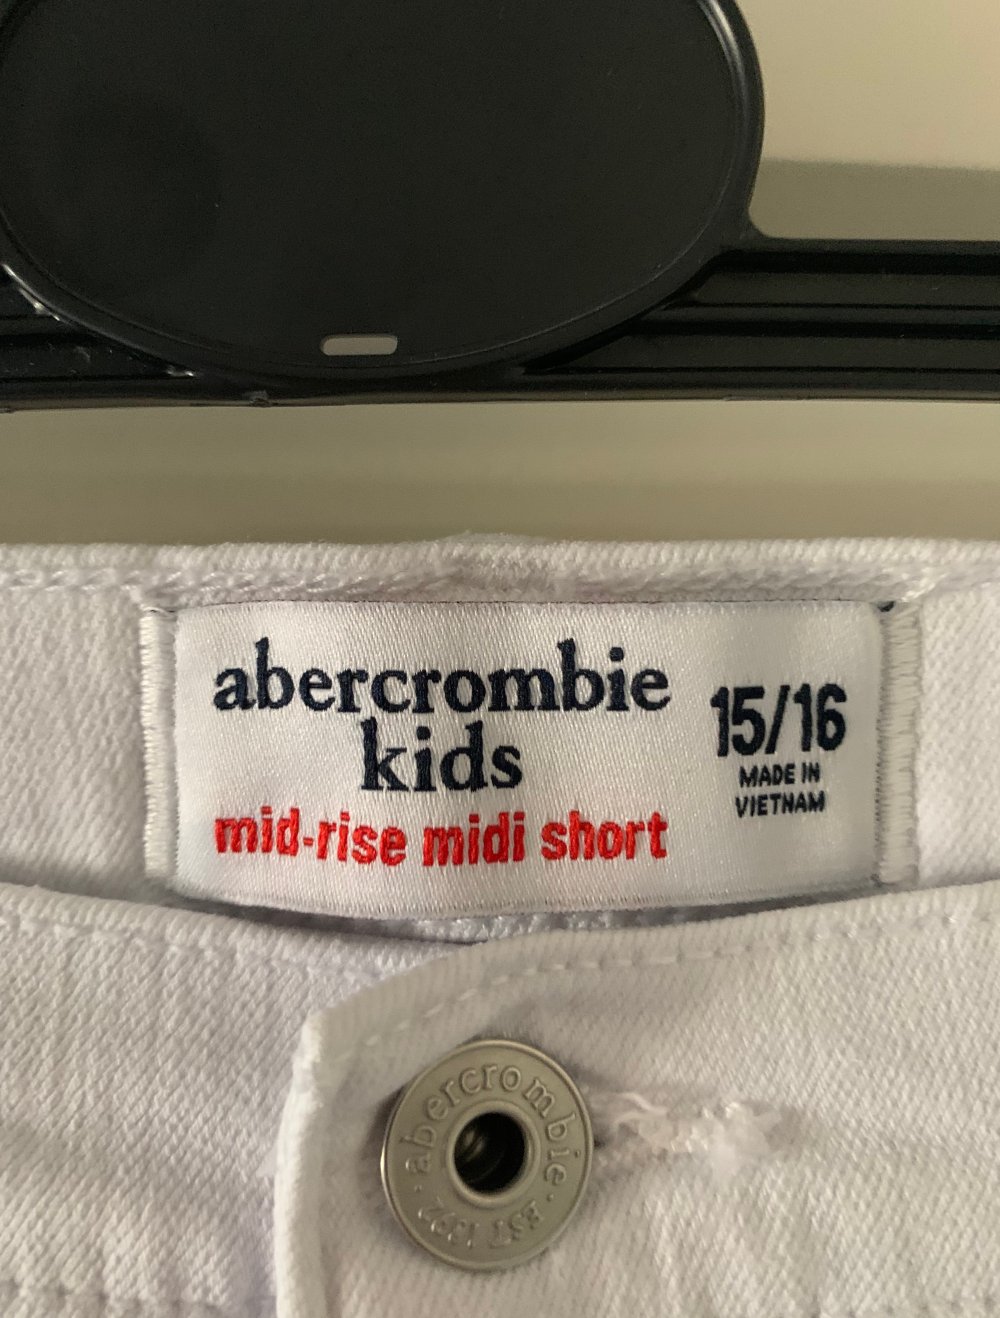 abercrombie
kids
mid-rise midi short
15/16
MADE IN
VIETNAM
abercrombie
· EST 1892 ·